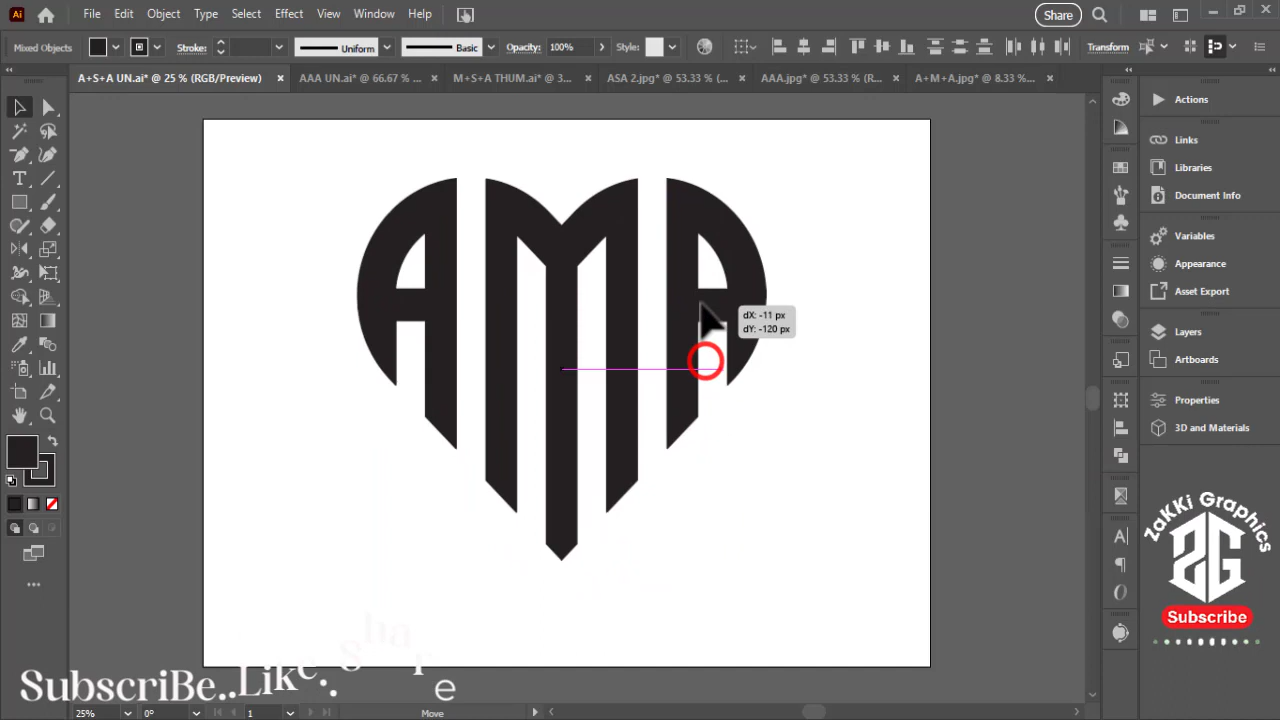 Ai File Edit Object Type Select Effect View Window Help Share
Mixed Objects Stroke: Uniform Basic Opacity: 100% Style: Transform
A+S+A UN.ai* @ 25 % (RGB/Preview) × AAA UN.ai* @ 66.67 % ... × M+S+A THUM.ai* @ 3... × ASA 2.jpg* @ 53.33 % (... × AAA.jpg* @ 53.33 % (R... × A+M+A.jpg* @ 8.33 %... ×
Actions
Links
Libraries
Document Info
Variables
Graphic Styles
Appearance
Asset Export
Layers
Artboards
Properties
3D and Materials
AMA
dX: -11 px
dY: -120 px
ZaKKi Graphics
ZG
Subscribe
SubscriBe..Like..Share
25% 0° 1 Move